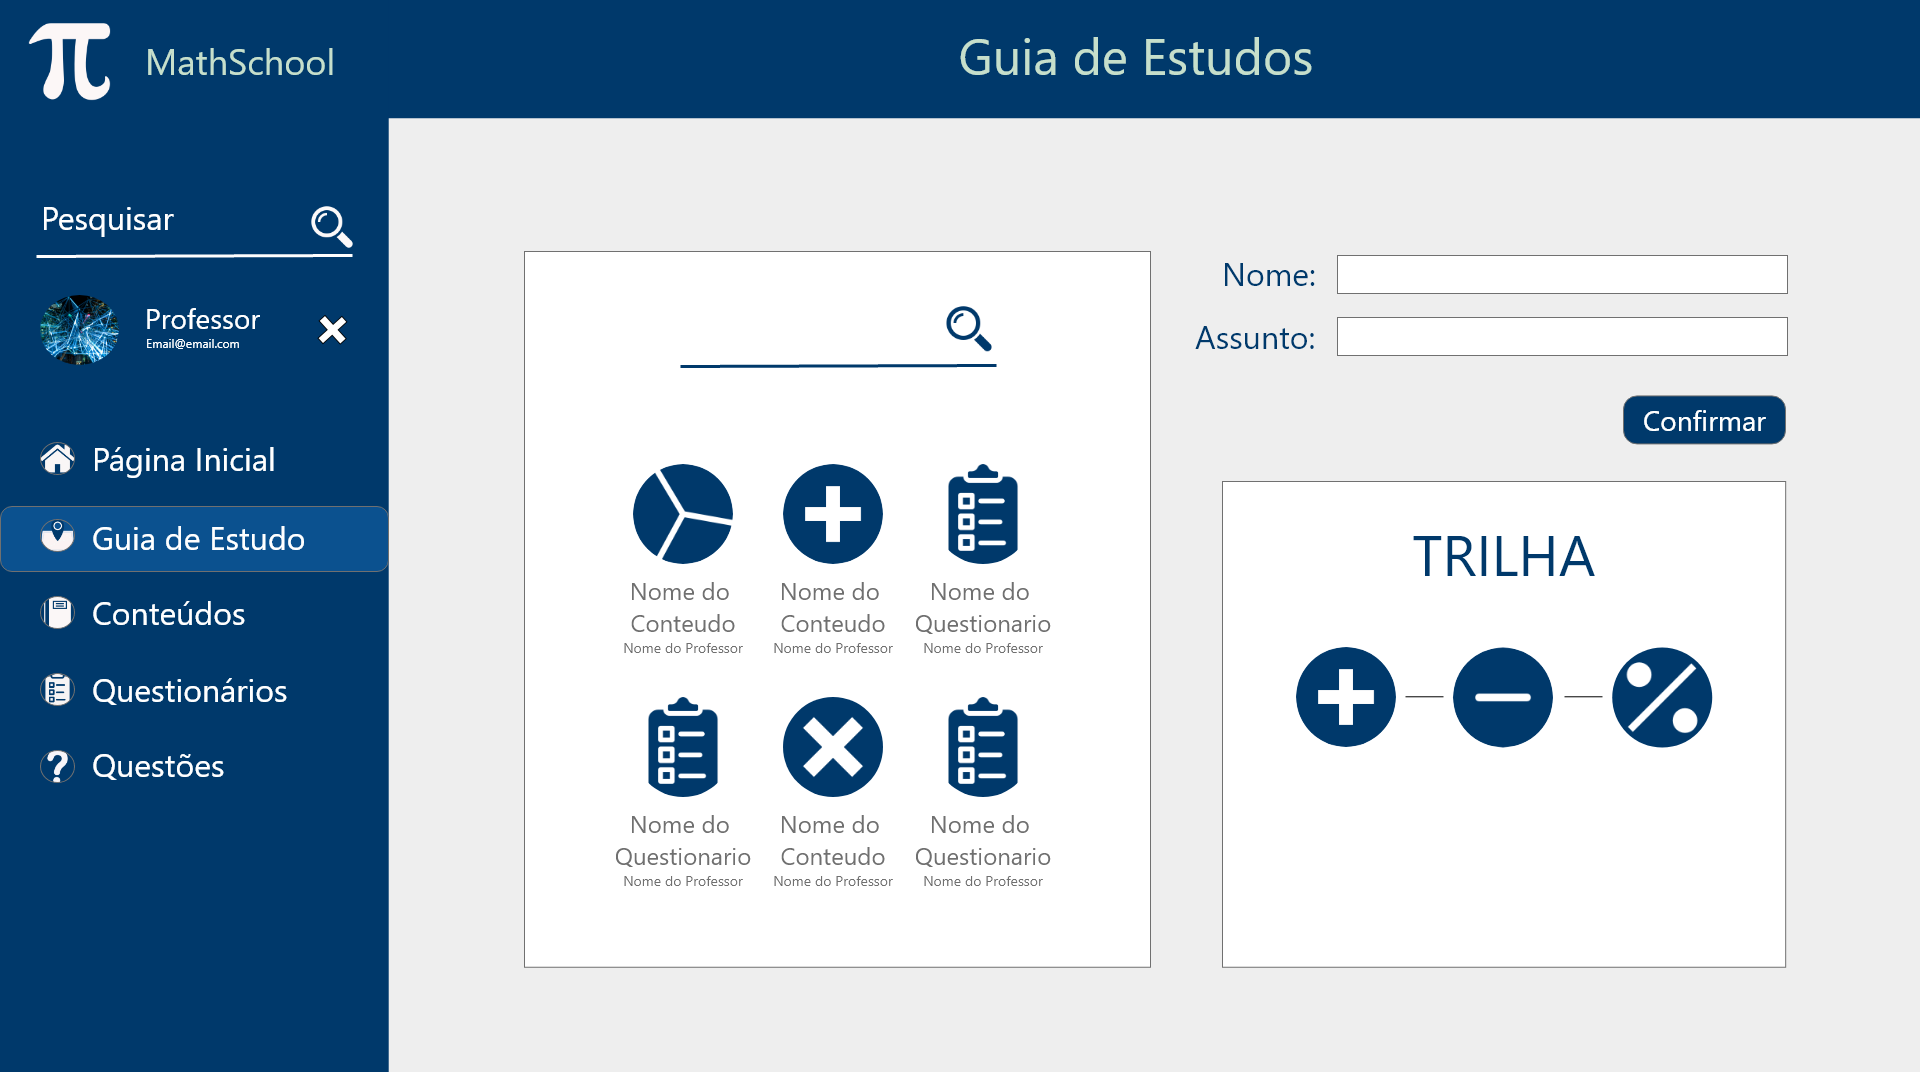 MathSchool
Guia de Estudos
Pesquisar
Professor
Email@email.com
Página Inicial
Guia de Estudo
Conteúdos
Questionários
Questões
Nome do
Conteudo
Nome do Professor
Nome do
Conteudo
Nome do Professor
Nome do
Questionario
Nome do Professor
Nome do
Questionario
Nome do Professor
Nome do
Conteudo
Nome do Professor
Nome do
Questionario
Nome do Professor
Nome:
Assunto:
Confirmar
TRILHA